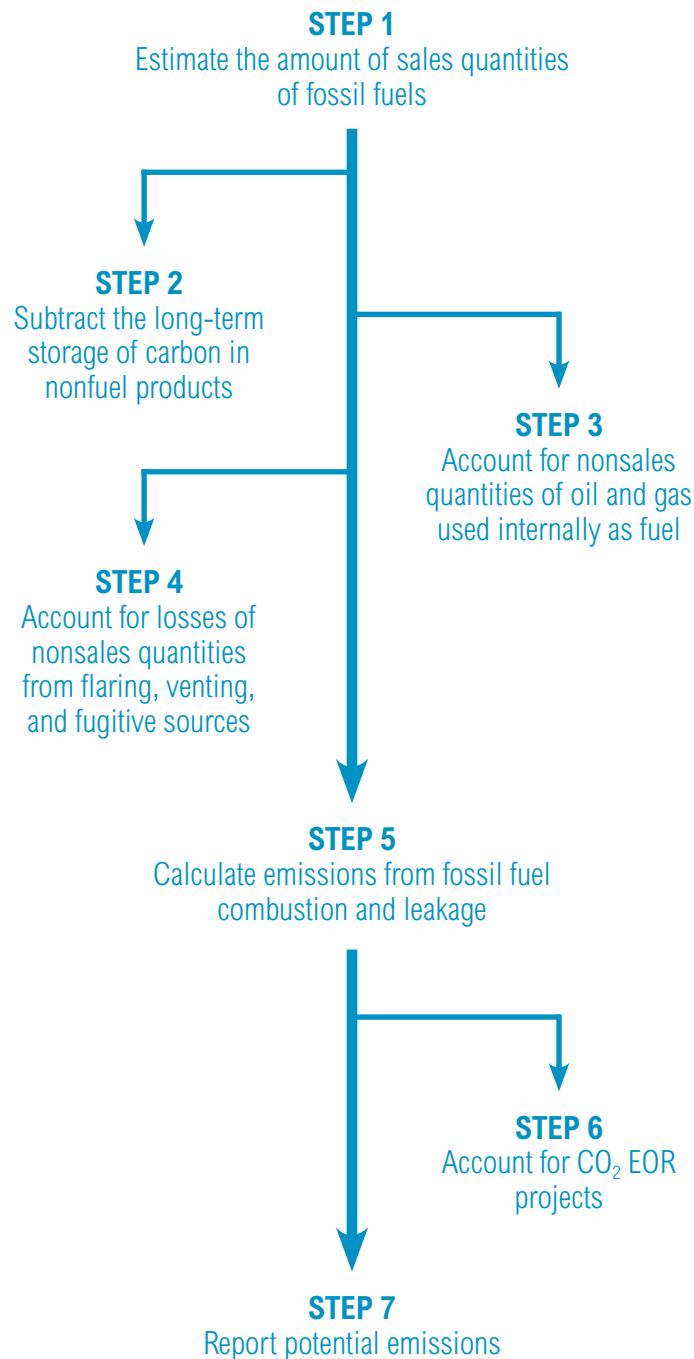 STEP 1
Estimate the amount of sales quantities
of fossil fuels
STEP 2
Subtract the long-term
storage of carbon in
nonfuel products
STEP 3
Account for nonsales
quantities of oil and gas
used internally as fuel
STEP 4
Account for losses of
nonsales quantities
from flaring, venting,
and fugitive sources
STEP 5
Calculate emissions from fossil fuel
combustion and leakage
STEP 6
Account for CO₂ EOR
projects
STEP 7
Report potential emissions